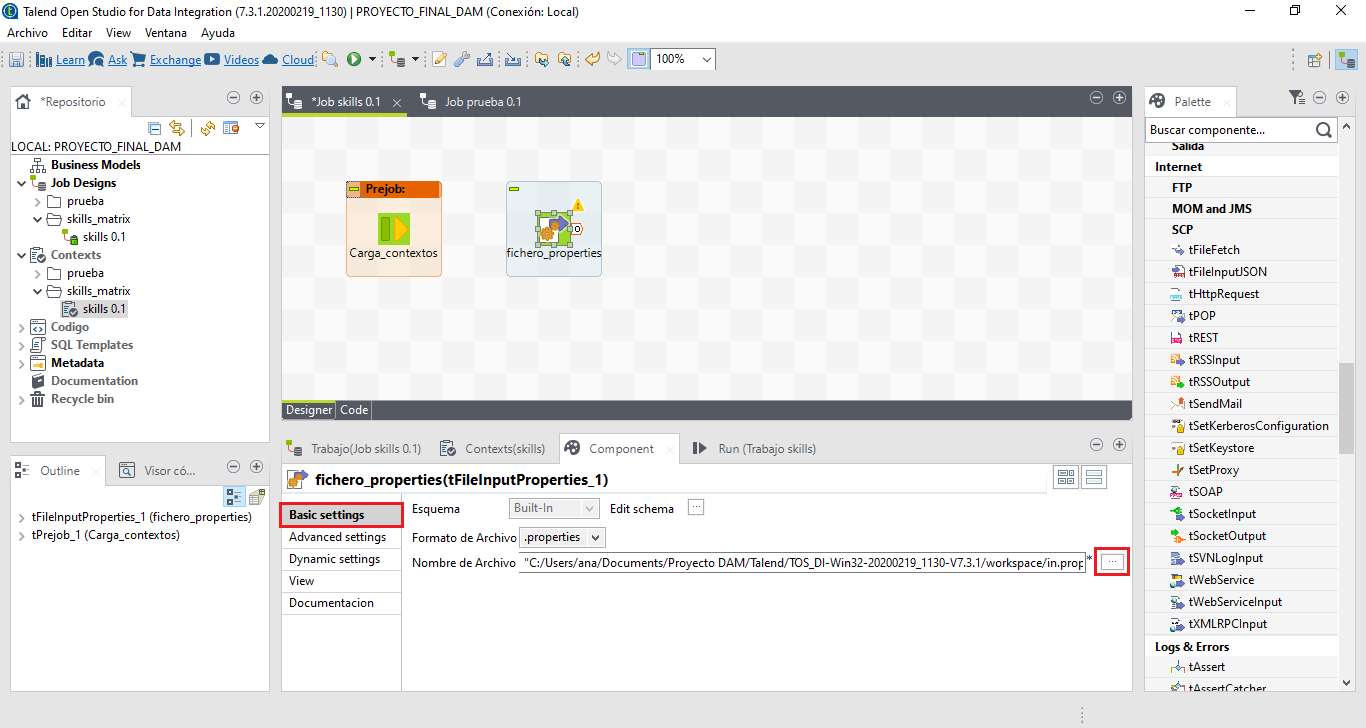 Talend Open Studio for Data Integration (7.3.1.20200219_1130) | PROYECTO_FINAL_DAM (Conexión: Local)
Archivo Editar View Ventana Ayuda
Learn Ask Exchange Videos Cloud 100%
*Repositorio
LOCAL: PROYECTO_FINAL_DAM
Business Models
Job Designs
prueba
skills_matrix
skills 0.1
Contexts
prueba
skills_matrix
skills 0.1
Codigo
SQL Templates
Metadata
Documentation
Recycle bin
Outline Visor có...
tFileInputProperties_1 (fichero_properties)
tPrejob_1 (Carga_contextos)
*Job skills 0.1 Job prueba 0.1
Prejob:
Carga_contextos
fichero_properties
Designer Code
Trabajo(Job skills 0.1) Contexts(skills) Component Run (Trabajo skills)
fichero_properties(tFileInputProperties_1)
Basic settings
Advanced settings
Dynamic settings
View
Documentacion
Esquema Built-In Edit schema ...
Formato de Archivo .properties
Nombre de Archivo "C:/Users/ana/Documents/Proyecto DAM/Talend/TOS_DI-Win32-20200219_1130-V7.3.1/workspace/in.prop * ...
Palette
Buscar componente...
Salida
Internet
FTP
MOM and JMS
SCP
tFileFetch
tFileInputJSON
tHttpRequest
tPOP
tREST
tRSSInput
tRSSOutput
tSendMail
tSetKerberosConfiguration
tSetKeystore
tSetProxy
tSOAP
tSocketInput
tSocketOutput
tSVNLogInput
tWebService
tWebServiceInput
tXMLRPCInput
Logs & Errors
tAssert
tAssertCatcher